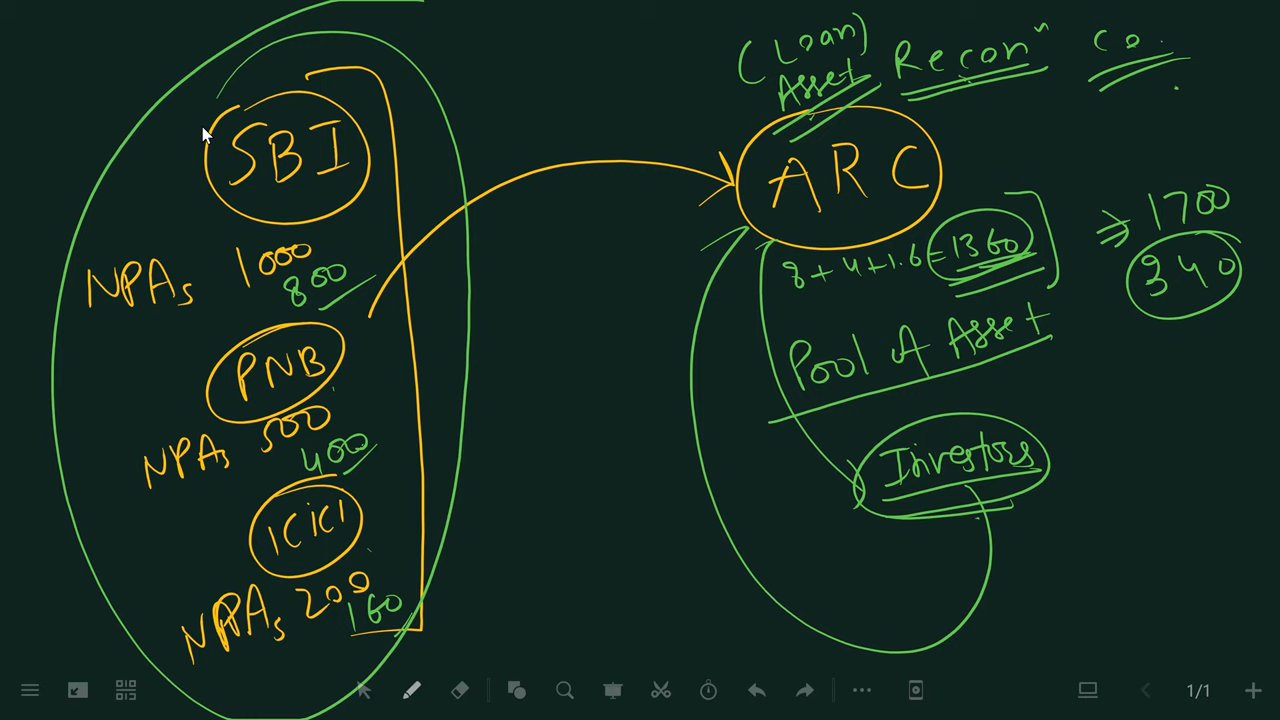 (Loan)
Asset Reconⁿ Co.
SBI
NPAs 1000
800
PNB
NPAs 500
400
ICICI
NPAs 200
160
ARC
8+4+1.6=1360
⇒ 1700
340
Pool of Asset
Investors
1/1